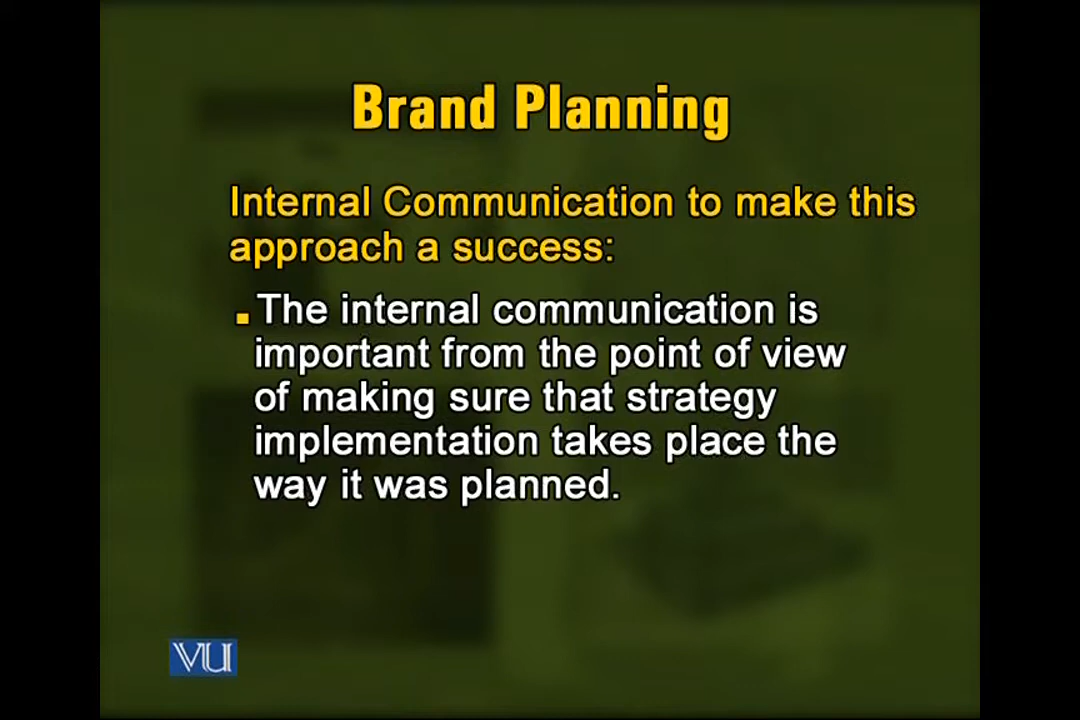 Brand Planning
Internal Communication to make this
approach a success:
▪The internal communication is
important from the point of view
of making sure that strategy
implementation takes place the
way it was planned.
VU